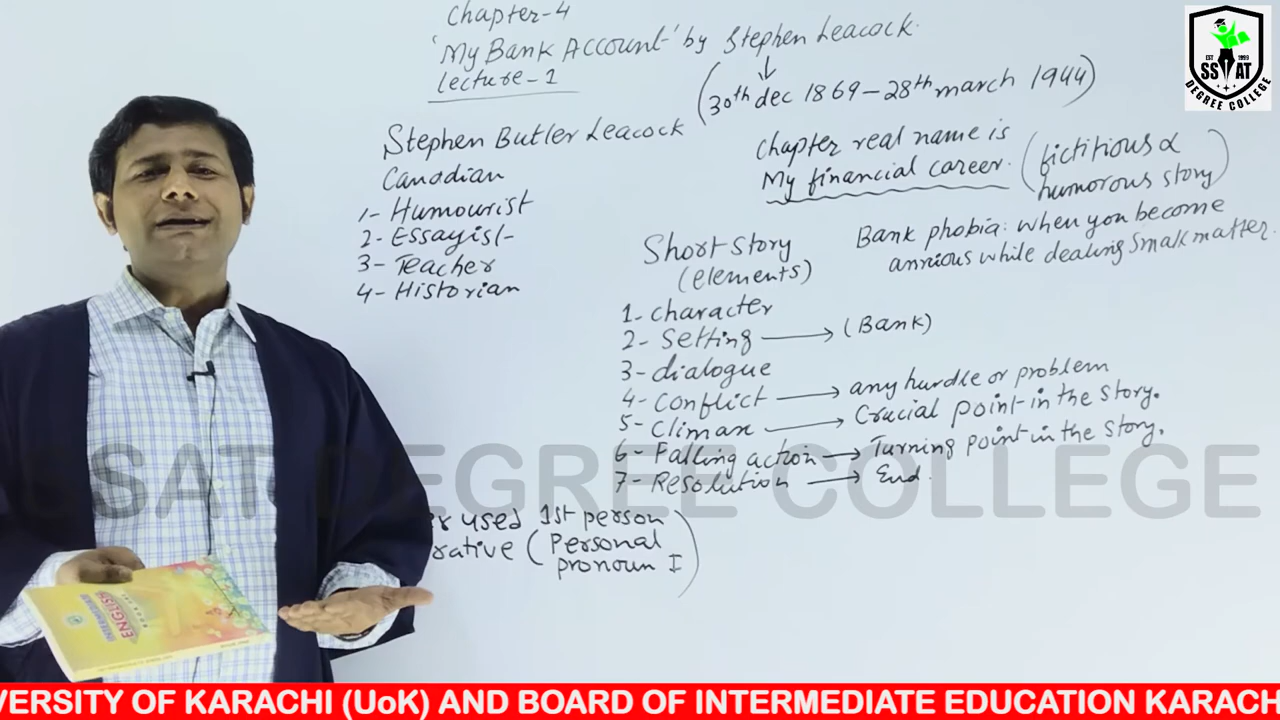 Chapter-4
'My Bank Account' by Stephen Leacock.
Lecture-1
(30th dec 1869 – 28th march 1944)
Stephen Butler Leacock
Canadian
1- Humourist
2- Essayist-
3- Teacher
4- Historian
Chapter real name is
My financial career.
(fictitious &
humorous story)
Bank phobia: when you become
anxious while dealing small matter.
Short story
(elements)
1- character
2- Setting → (Bank)
3- dialogue
4- Conflict → any hurdle or problem
5- Climax → Crucial point in the story.
6- Falling action → Turning point in the story.
7- Resolution → End.
used 1st person
(Personal
pronoun I)
EST 1999
SSAT
DEGREE COLLEGE
SSAT DEGREE COLLEGE
INTERMEDIATE
ENGLISH
VERSITY OF KARACHI (UoK) AND BOARD OF INTERMEDIATE EDUCATION KARACH